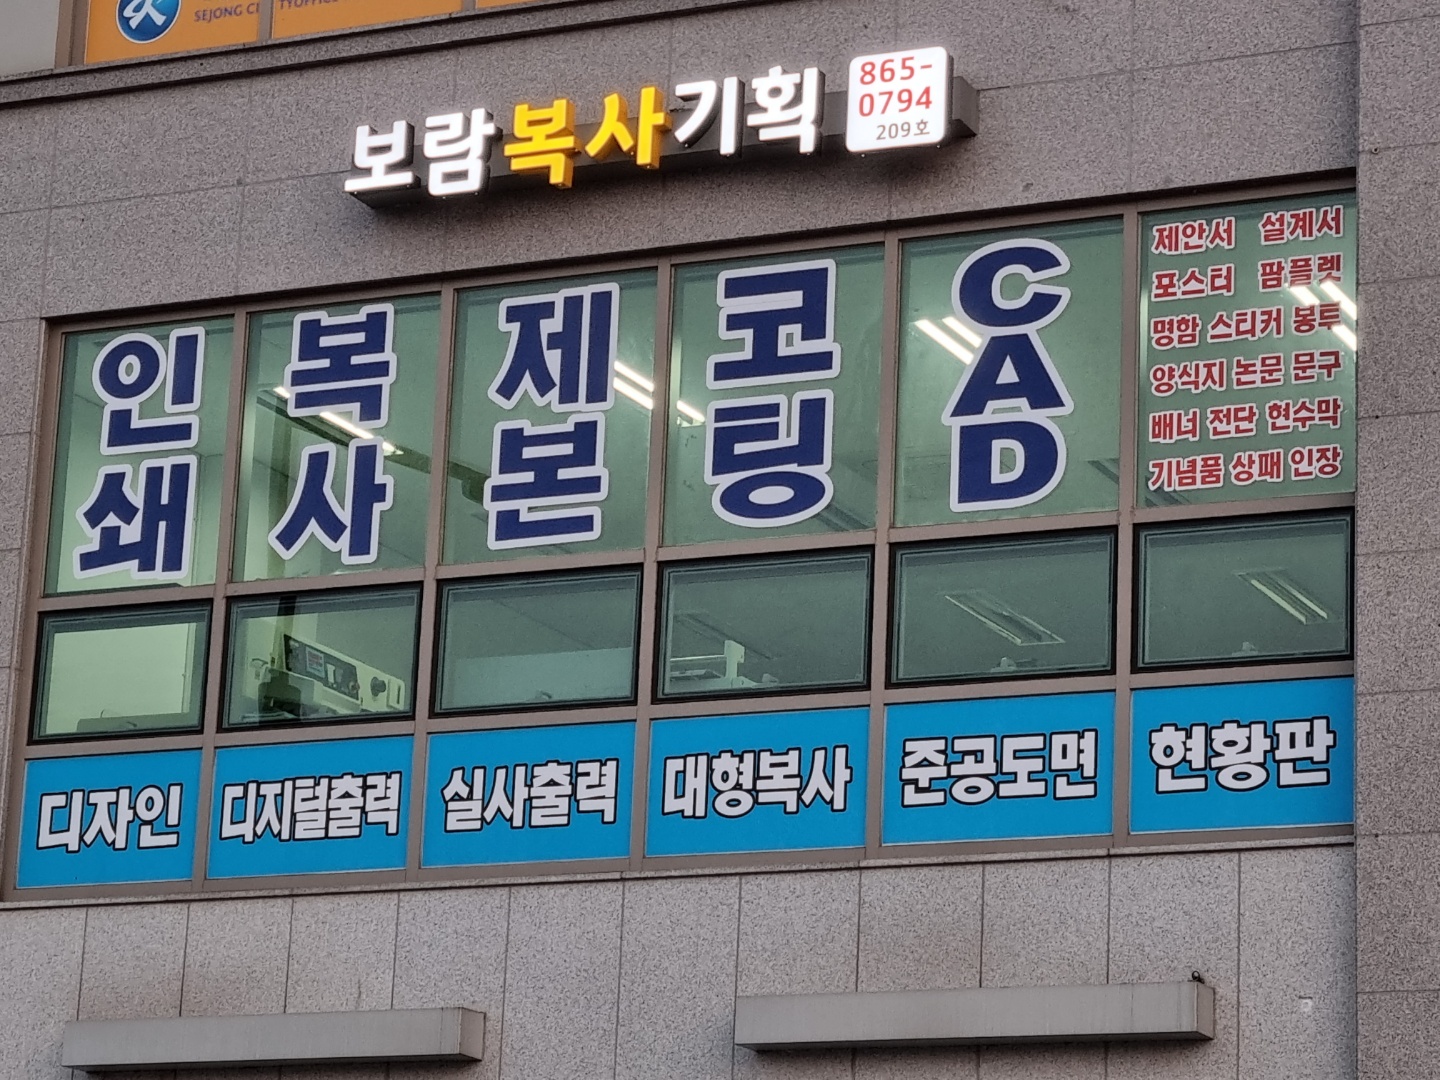 SEJONG CI
TYOFFICE
보람복사기획
865-
0794
209호
인쇄
복사
제본
코링
CAD
제안서 설계서
포스터 팜플렛
명함 스티커 봉투
양식지 논문 문구
배너 전단 현수막
기념품 상패 인장
디자인
디지털출력
실사출력
대형복사
준공도면
현황판